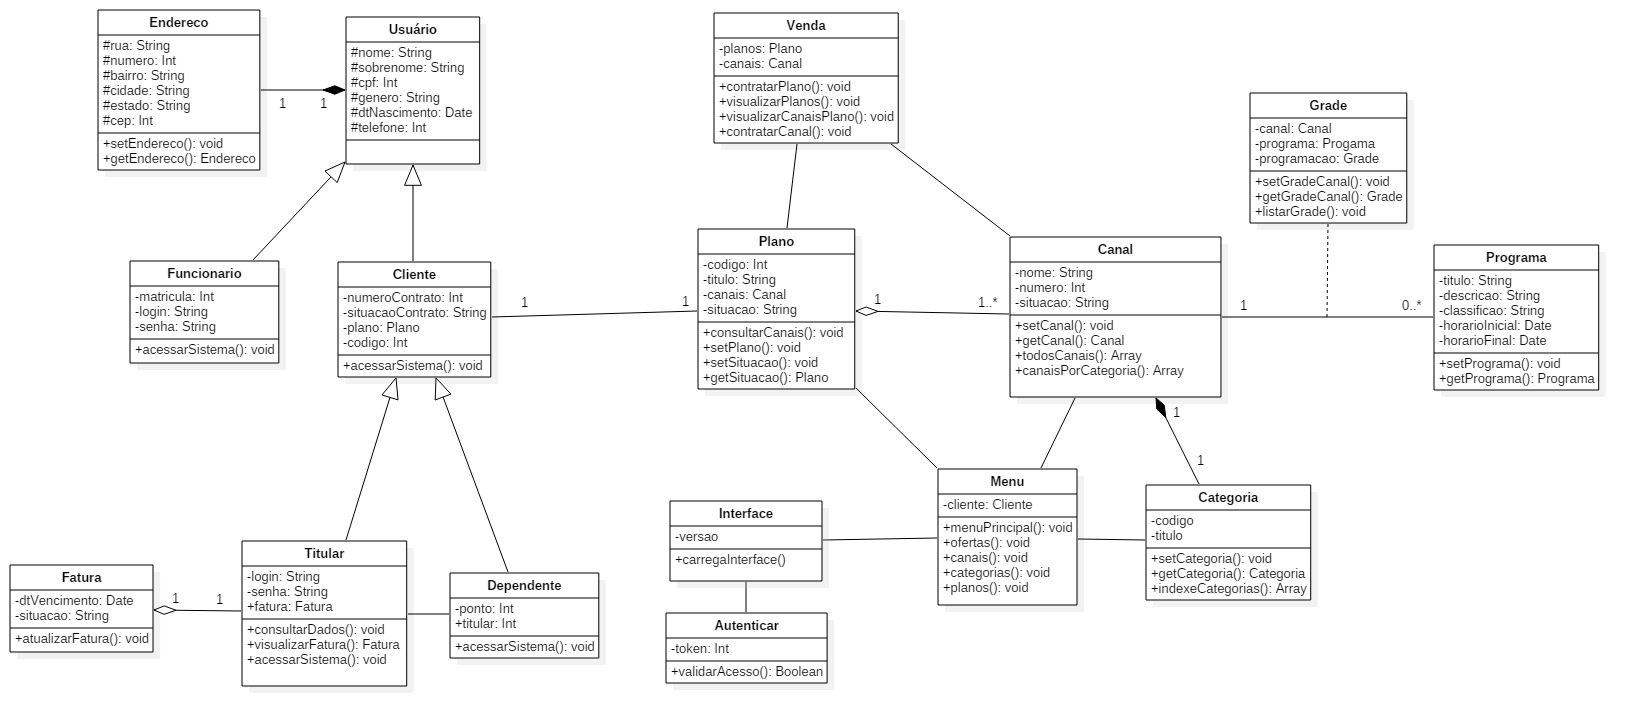 Endereco
#rua: String
#numero: Int
#bairro: String
#cidade: String
#estado: String
#cep: Int
+setEndereco(): void
+getEndereco(): Endereco
1
1
Usuário
#nome: String
#sobrenome: String
#cpf: Int
#genero: String
#dtNascimento: Date
#telefone: Int
Venda
-planos: Plano
-canais: Canal
+contratarPlano(): void
+visualizarPlanos(): void
+visualizarCanaisPlano(): void
+contratarCanal(): void
Grade
-canal: Canal
-programa: Progama
-programacao: Grade
+setGradeCanal(): void
+getGradeCanal(): Grade
+listarGrade(): void
Funcionario
-matricula: Int
-login: String
-senha: String
+acessarSistema(): void
Cliente
-numeroContrato: Int
-situacaoContrato: String
-plano: Plano
-codigo: Int
+acessarSistema(): void
1
1
Plano
-codigo: Int
-titulo: String
-canais: Canal
-situacao: String
+consultarCanais(): void
+setPlano(): void
+setSituacao(): void
+getSituacao(): Plano
1
1..*
Canal
-nome: String
-numero: Int
-situacao: String
+setCanal(): void
+getCanal(): Canal
+todosCanais(): Array
+canaisPorCategoria(): Array
1
0..*
Programa
-titulo: String
-descricao: String
-classificao: String
-horarioInicial: Date
-horarioFinal: Date
+setPrograma(): void
+getPrograma(): Programa
1
1
Fatura
-dtVencimento: Date
-situacao: String
+atualizarFatura(): void
1
1
Titular
-login: String
-senha: String
+fatura: Fatura
+consultarDados(): void
+visualizarFatura(): Fatura
+acessarSistema(): void
Dependente
-ponto: Int
+titular: Int
+acessarSistema(): void
Interface
-versao
+carregaInterface()
Autenticar
-token: Int
+validarAcesso(): Boolean
Menu
-cliente: Cliente
+menuPrincipal(): void
+ofertas(): void
+canais(): void
+categorias(): void
+planos(): void
Categoria
-codigo
-titulo
+setCategoria(): void
+getCategoria(): Categoria
+indexeCategorias(): Array